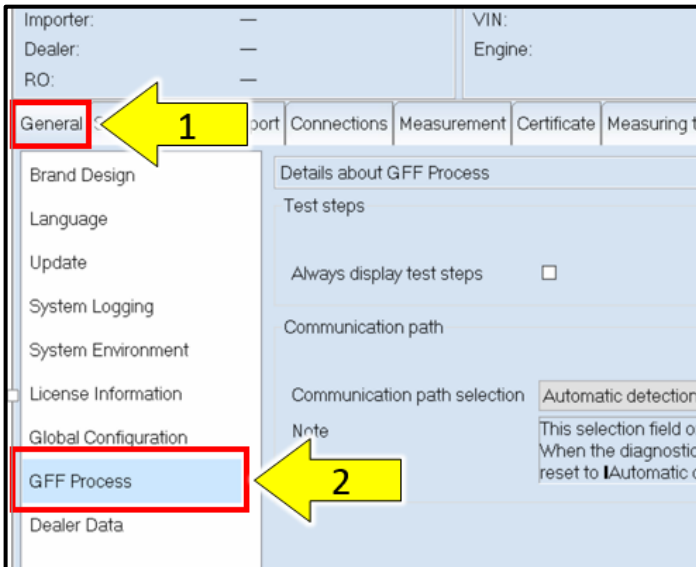 Importer: —
VIN:
Dealer: —
Engine:
RO: —
General
1
port
Connections
Measurement
Certificate
Measuring t
Brand Design
Details about GFF Process
Language
Test steps
Update
Always display test steps
System Logging
Communication path
System Environment
License Information
Communication path selection
Automatic detection
Global Configuration
Note
This selection field o
When the diagnostic
reset to Automatic
GFF Process
2
Dealer Data